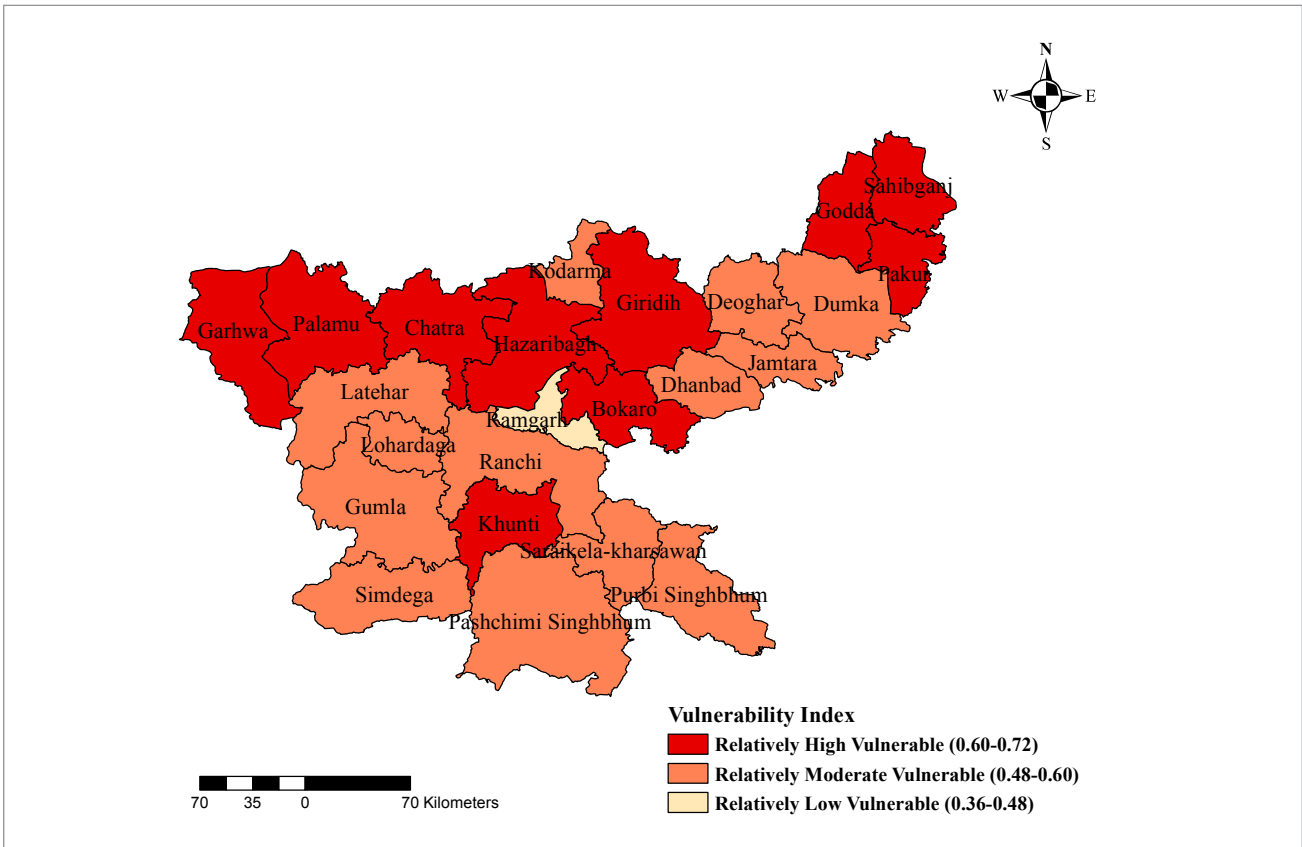 N
W E
S
Sahibganj
Godda
Kodarma
Pakur
Giridih
Deoghar
Dumka
Garhwa
Palamu
Chatra
Hazaribagh
Jamtara
Latehar
Dhanbad
Ramgarh
Bokaro
Lohardaga
Ranchi
Gumla
Khunti
Saraikela-kharsawan
Simdega
Purbi Singhbhum
Pashchimi Singhbhum
Vulnerability Index
Relatively High Vulnerable (0.60-0.72)
Relatively Moderate Vulnerable (0.48-0.60)
Relatively Low Vulnerable (0.36-0.48)
70 35 0 70 Kilometers